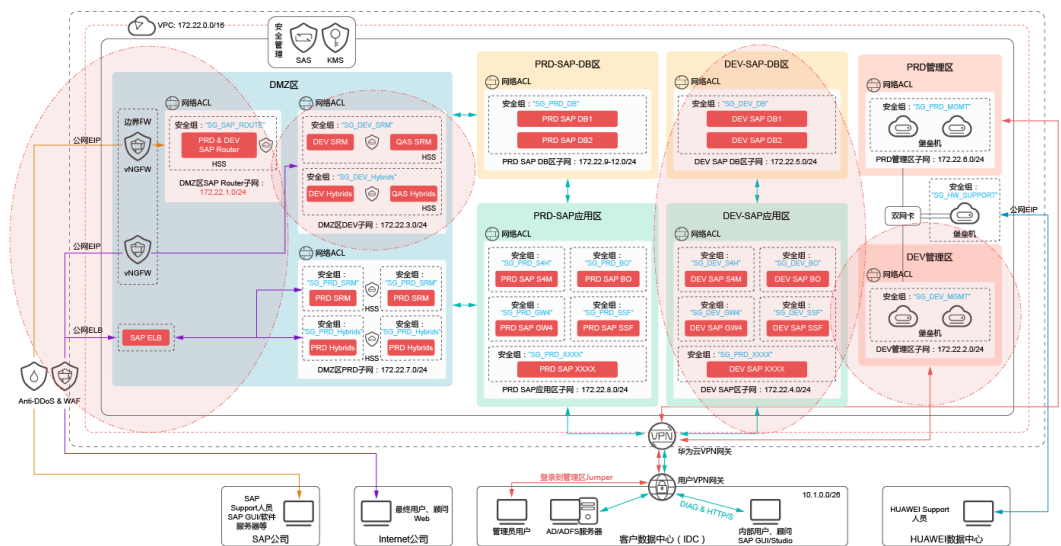 VPC: 172.22.0.0/16
安全管理
SAS
KMS
DMZ区
边界FW
公网EIP
vNGFW
公网EIP
vNGFW
公网ELB
SAP ELB
Anti-DDoS & WAF
网络ACL
安全组："SG_SAP_ROUTE"
PRD & DEV
SAP Router
HSS
DMZ区SAP Router子网：
172.22.1.0/24
网络ACL
安全组："SG_DEV_SRM"
DEV SRM
QAS SRM
HSS
安全组："SG_DEV_Hybrids"
DEV Hybrids
QAS Hybrids
HSS
DMZ区DEV子网：172.22.3.0/24
网络ACL
安全组：
"SG_PRD_SRM"
PRD SRM
安全组：
"SG_PRD_SRM"
PRD SRM
HSS
安全组：
"SG_PRD_Hybrids"
PRD Hybrids
安全组：
"SG_PRD_Hybrids"
PRD Hybrids
HSS
DMZ区PRD子网：172.22.7.0/24
PRD-SAP-DB区
网络ACL
安全组："SG_PRD_DB"
PRD SAP DB1
PRD SAP DB2
PRD SAP DB区子网：172.22.9-12.0/24
DEV-SAP-DB区
网络ACL
安全组："SG_DEV_DB"
DEV SAP DB1
DEV SAP DB2
DEV SAP DB区子网：172.22.5.0/24
PRD-SAP应用区
网络ACL
安全组：
"SG_PRD_S4H"
PRD SAP S4M
安全组：
"SG_PRD_BO"
PRD SAP BO
安全组：
"SG_PRD_GW4"
PRD SAP GW4
安全组：
"SG_PRD_SSF"
PRD SAP SSF
安全组："SG_PRD_XXXX"
PRD SAP XXXX
PRD SAP应用区子网：172.22.8.0/24
DEV-SAP应用区
网络ACL
安全组：
"SG_DEV_S4H"
DEV SAP S4M
安全组：
"SG_DEV_BO"
DEV SAP BO
安全组：
"SG_DEV_GW4"
DEV SAP GW4
安全组：
"SG_DEV_SSF"
DEV SAP SSF
安全组："SG_PRD_XXXX"
DEV SAP XXXX
DEV SAP区子网：172.22.4.0/24
PRD管理区
网络ACL
安全组："SG_PRD_MGMT"
堡垒机
PRD管理区子网：172.22.6.0/24
双网卡
安全组：
"SG_HW_SUPPORT"
堡垒机
公网EIP
DEV管理区
网络ACL
安全组："SG_DEV_MGMT"
堡垒机
DEV管理区子网：172.22.2.0/24
VPN
华为云VPN网关
用户VPN网关
登录到管理区Jumper
DIAG & HTTP/S
10.1.0.0/26
SAP
Support人员
SAP GUI/软件
服务器等
SAP公司
最终用户、顾问
Web
Internet公司
管理员用户
AD/ADFS服务器
内部用户、顾问
SAP GUI/Studio
客户数据中心（IDC）
HUAWEI Support
人员
HUAWEI数据中心